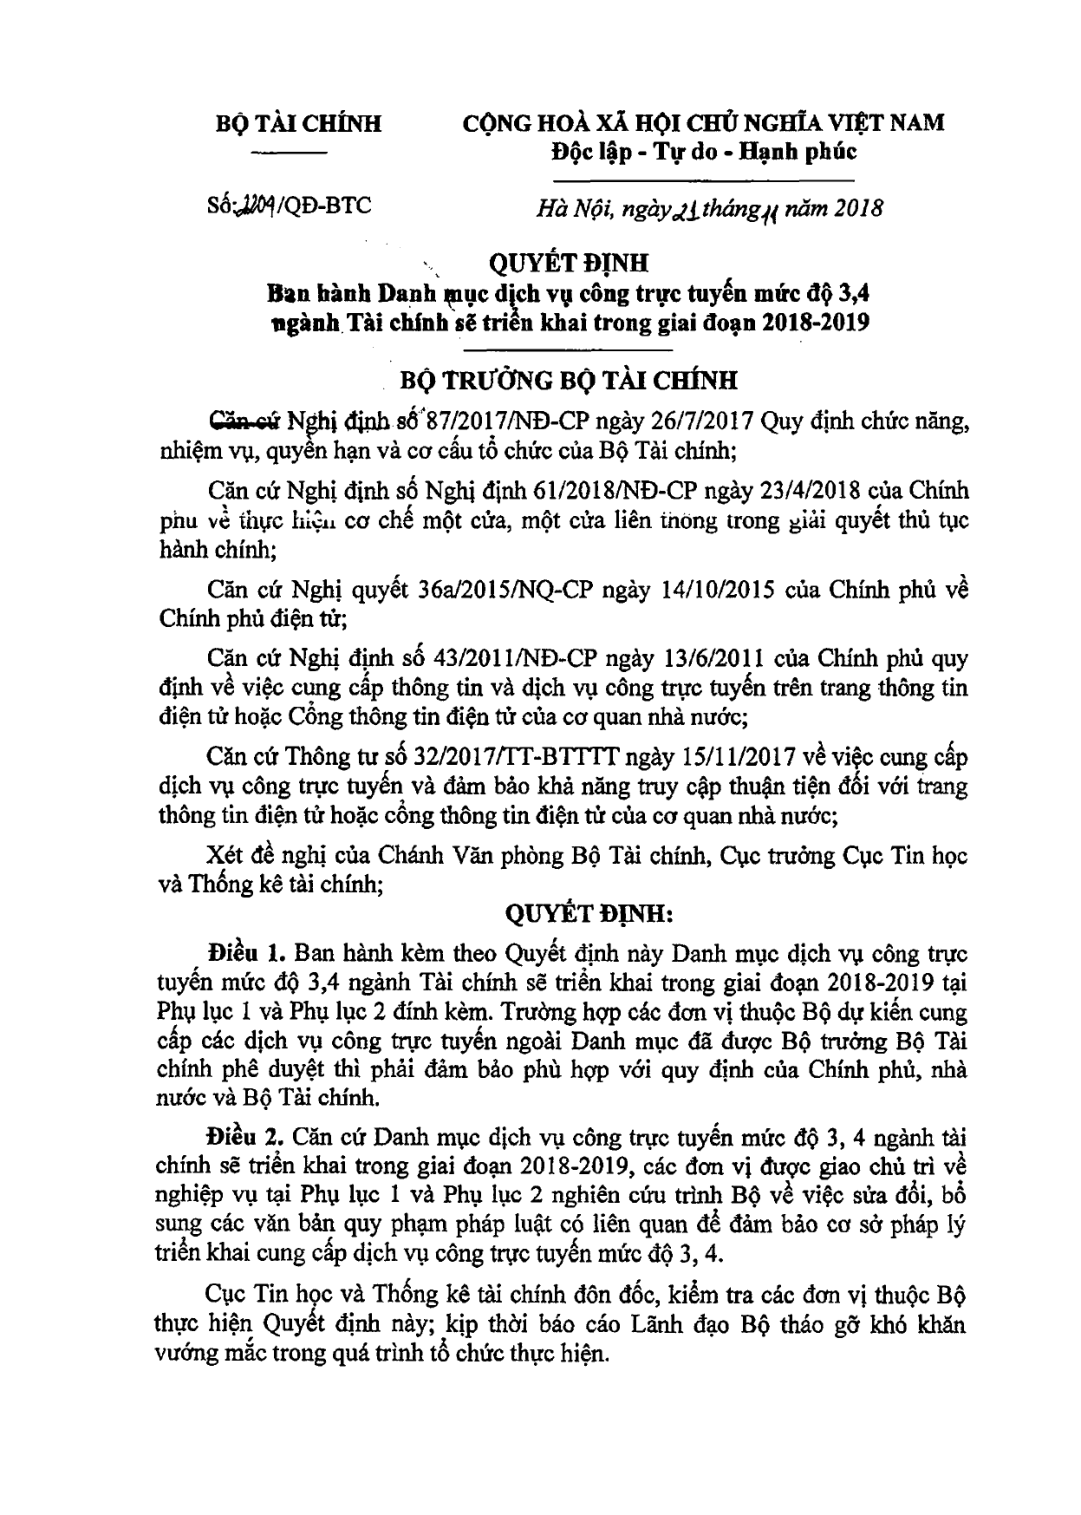 BỘ TÀI CHÍNH
CỘNG HOÀ XÃ HỘI CHỦ NGHĨA VIỆT NAM
Độc lập - Tự do - Hạnh phúc
Số: /QĐ-BTC
Hà Nội, ngày 21 tháng 11 năm 2018
QUYẾT ĐỊNH
Ban hành Danh mục dịch vụ công trực tuyến mức độ 3,4
ngành Tài chính sẽ triển khai trong giai đoạn 2018-2019
BỘ TRƯỞNG BỘ TÀI CHÍNH
Căn cứ Nghị định số 87/2017/NĐ-CP ngày 26/7/2017 Quy định chức năng,
nhiệm vụ, quyền hạn và cơ cấu tổ chức của Bộ Tài chính;
Căn cứ Nghị định số Nghị định 61/2018/NĐ-CP ngày 23/4/2018 của Chính
phủ về thực hiện cơ chế một cửa, một cửa liên thông trong giải quyết thủ tục
hành chính;
Căn cứ Nghị quyết 36a/2015/NQ-CP ngày 14/10/2015 của Chính phủ về
Chính phủ điện tử;
Căn cứ Nghị định số 43/2011/NĐ-CP ngày 13/6/2011 của Chính phủ quy
định về việc cung cấp thông tin và dịch vụ công trực tuyến trên trang thông tin
điện tử hoặc Cổng thông tin điện tử của cơ quan nhà nước;
Căn cứ Thông tư số 32/2017/TT-BTTTT ngày 15/11/2017 về việc cung cấp
dịch vụ công trực tuyến và đảm bảo khả năng truy cập thuận tiện đối với trang
thông tin điện tử hoặc cổng thông tin điện tử của cơ quan nhà nước;
Xét đề nghị của Chánh Văn phòng Bộ Tài chính, Cục trưởng Cục Tin học
và Thống kê tài chính;
QUYẾT ĐỊNH:
Điều 1. Ban hành kèm theo Quyết định này Danh mục dịch vụ công trực
tuyến mức độ 3,4 ngành Tài chính sẽ triển khai trong giai đoạn 2018-2019 tại
Phụ lục 1 và Phụ lục 2 đính kèm. Trường hợp các đơn vị thuộc Bộ dự kiến cung
cấp các dịch vụ công trực tuyến ngoài Danh mục đã được Bộ trưởng Bộ Tài
chính phê duyệt thì phải đảm bảo phù hợp với quy định của Chính phủ, nhà
nước và Bộ Tài chính.
Điều 2. Căn cứ Danh mục dịch vụ công trực tuyến mức độ 3, 4 ngành tài
chính sẽ triển khai trong giai đoạn 2018-2019, các đơn vị được giao chủ trì về
nghiệp vụ tại Phụ lục 1 và Phụ lục 2 nghiên cứu trình Bộ về việc sửa đổi, bổ
sung các văn bản quy phạm pháp luật có liên quan để đảm bảo cơ sở pháp lý
triển khai cung cấp dịch vụ công trực tuyến mức độ 3, 4.
Cục Tin học và Thống kê tài chính đôn đốc, kiểm tra các đơn vị thuộc Bộ
thực hiện Quyết định này; kịp thời báo cáo Lãnh đạo Bộ tháo gỡ khó khăn
vướng mắc trong quá trình tổ chức thực hiện.